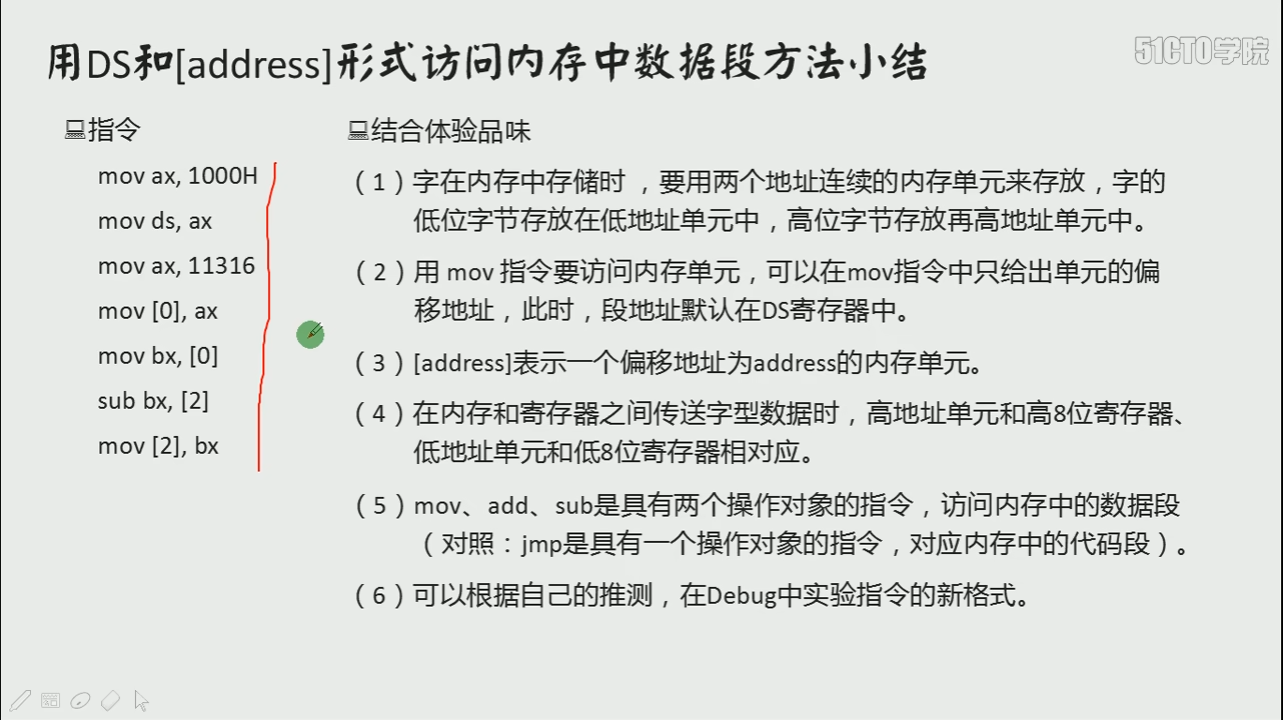 用DS和[address]形式访问内存中数据段方法小结
51CTO学院
指令
mov ax, 1000H
mov ds, ax
mov ax, 11316
mov [0], ax
mov bx, [0]
sub bx, [2]
mov [2], bx
结合体验品味
（1）字在内存中存储时 ，要用两个地址连续的内存单元来存放，字的
低位字节存放在低地址单元中，高位字节存放再高地址单元中。
（2）用 mov 指令要访问内存单元，可以在mov指令中只给出单元的偏
移地址，此时，段地址默认在DS寄存器中。
（3）[address]表示一个偏移地址为address的内存单元。
（4）在内存和寄存器之间传送字型数据时，高地址单元和高8位寄存器、
低地址单元和低8位寄存器相对应。
（5）mov、add、sub是具有两个操作对象的指令，访问内存中的数据段
（对照：jmp是具有一个操作对象的指令，对应内存中的代码段）。
（6）可以根据自己的推测，在Debug中实验指令的新格式。